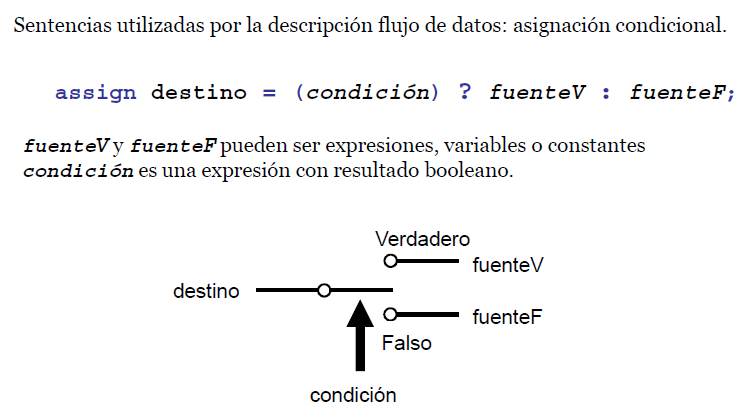 Sentencias utilizadas por la descripción flujo de datos: asignación condicional.
assign destino = (condición) ? fuenteV : fuenteF;
fuenteV y fuenteF pueden ser expresiones, variables o constantes
condición es una expresión con resultado booleano.
Verdadero
fuenteV
destino
fuenteF
Falso
condición